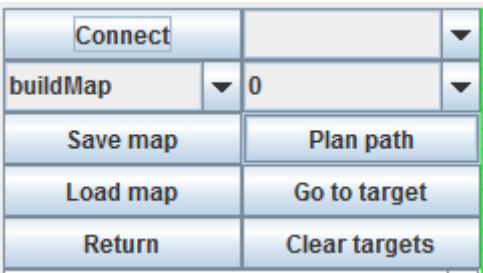 Connect
buildMap 0
Save map Plan path
Load map Go to target
Return Clear targets